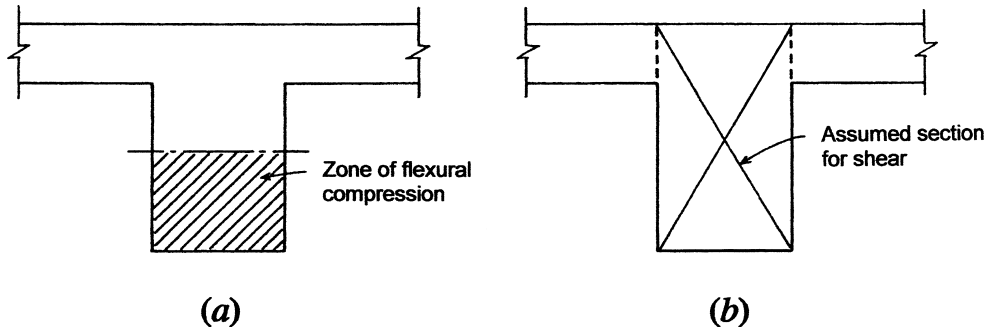 Zone of flexural
compression
Assumed section
for shear
(a)
(b)